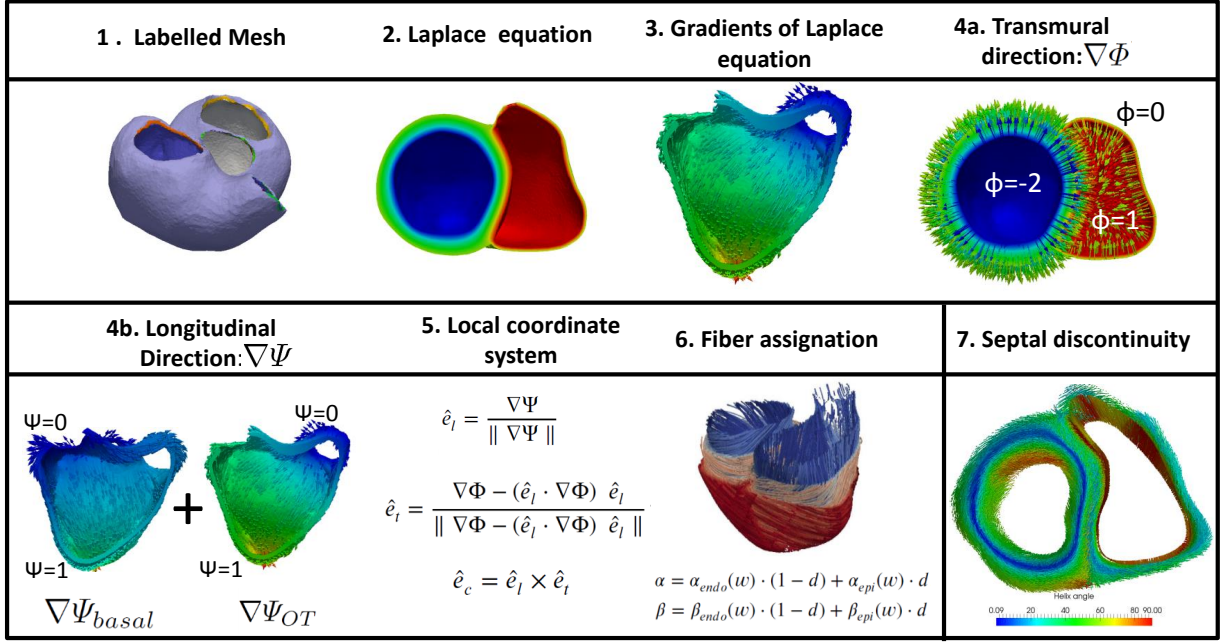 1 . Labelled Mesh
2. Laplace equation
3. Gradients of Laplace
equation
4a. Transmural
direction:∇Φ
ϕ=0
ϕ=-2
ϕ=1
4b. Longitudinal
Direction:∇Ψ
5. Local coordinate
system
6. Fiber assignation
7. Septal discontinuity
Ψ=0
Ψ=0
+
Ψ=1
Ψ=1
∇Ψ_basal
∇Ψ_OT
ê_l = ∇Ψ / ‖ ∇Ψ ‖
ê_t = ∇Φ − (ê_l · ∇Φ) ê_l / ‖ ∇Φ − (ê_l · ∇Φ) ê_l ‖
ê_c = ê_l × ê_t
α = α_endo(w) · (1 − d) + α_epi(w) · d
β = β_endo(w) · (1 − d) + β_epi(w) · d
Helix angle
0.09 20 40 60 80 90.00